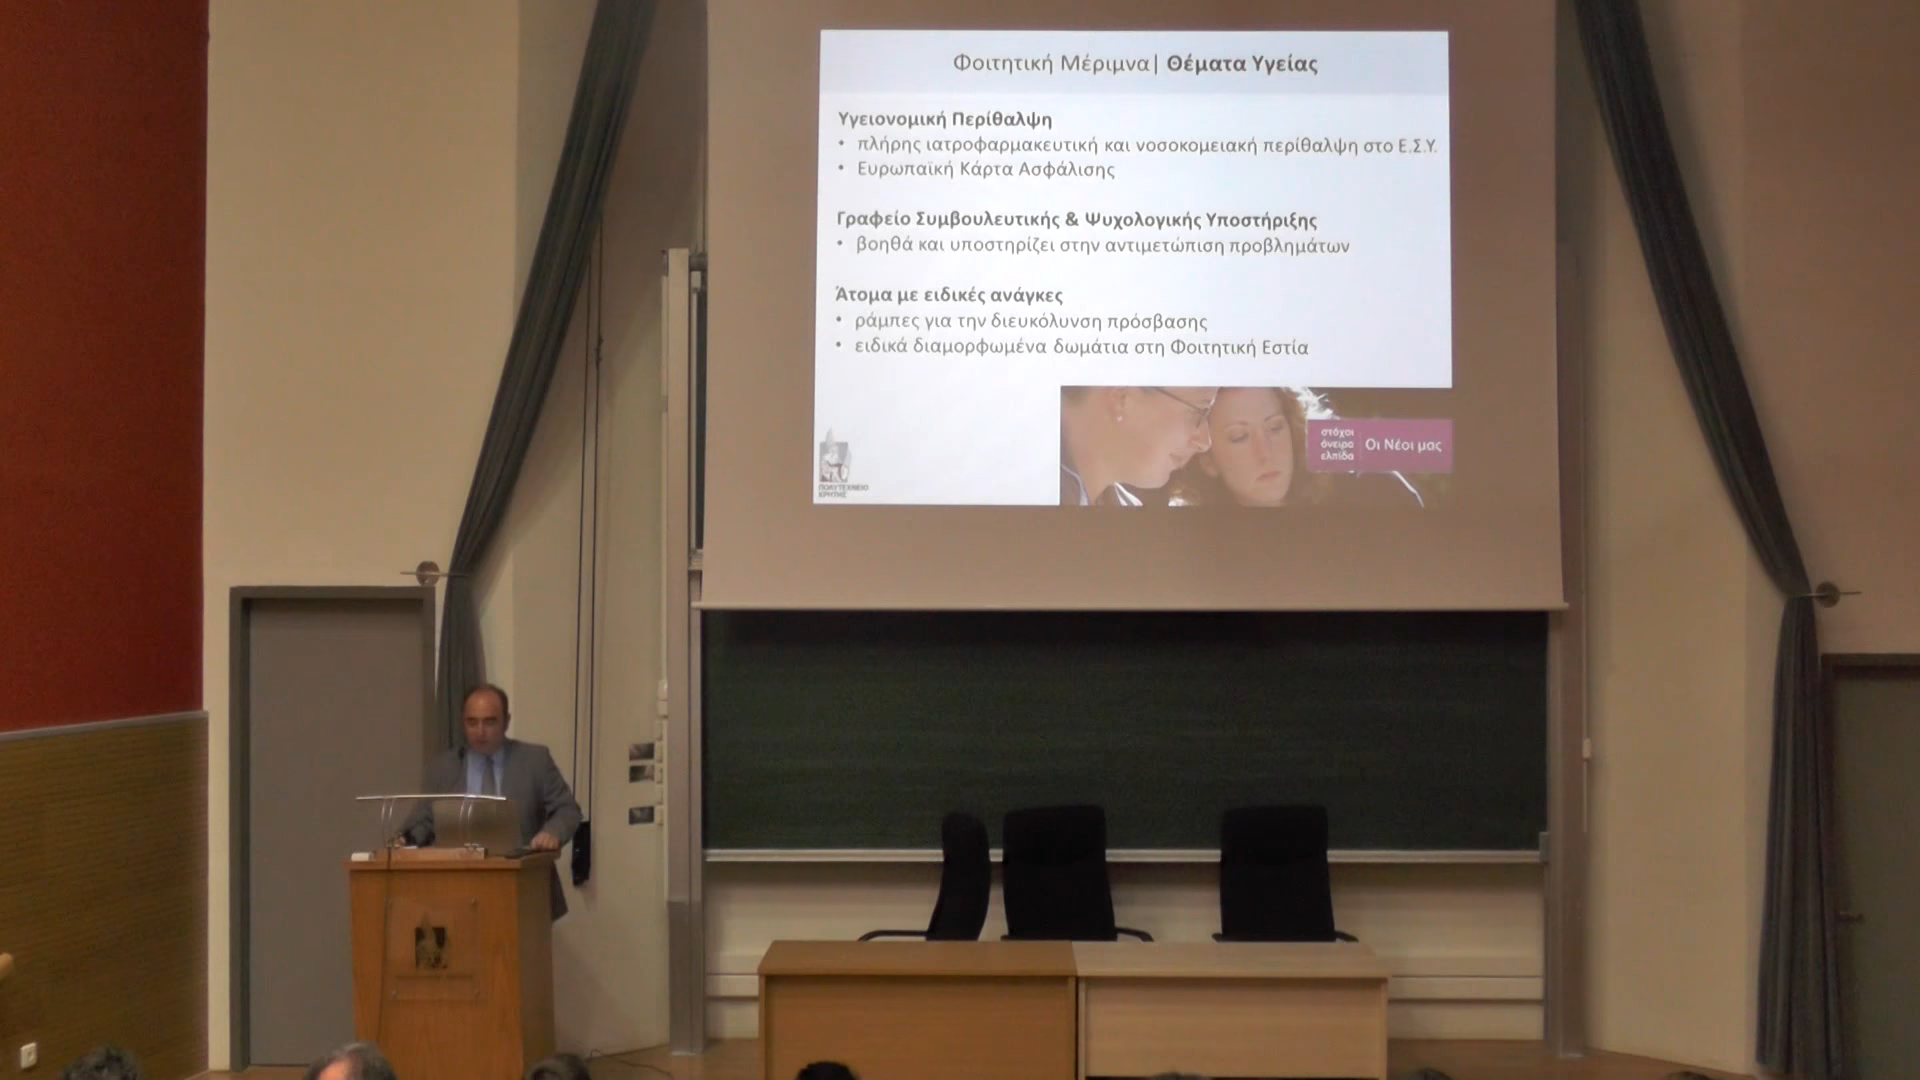 Φοιτητική Μέριμνα| Θέματα Υγείας
Υγειονομική Περίθαλψη
• πλήρης ιατροφαρμακευτική και νοσοκομειακή περίθαλψη στο Ε.Σ.Υ.
• Ευρωπαϊκή Κάρτα Ασφάλισης
Γραφείο Συμβουλευτικής & Ψυχολογικής Υποστήριξης
• βοηθά και υποστηρίζει στην αντιμετώπιση προβλημάτων
Άτομα με ειδικές ανάγκες
• ράμπες για την διευκόλυνση πρόσβασης
• ειδικά διαμορφωμένα δωμάτια στη Φοιτητική Εστία
στόχοι
όνειρα
ελπίδα
Οι Νέοι μας
ΠΟΛΥΤΕΧΝΕΙΟ
ΚΡΗΤΗΣ